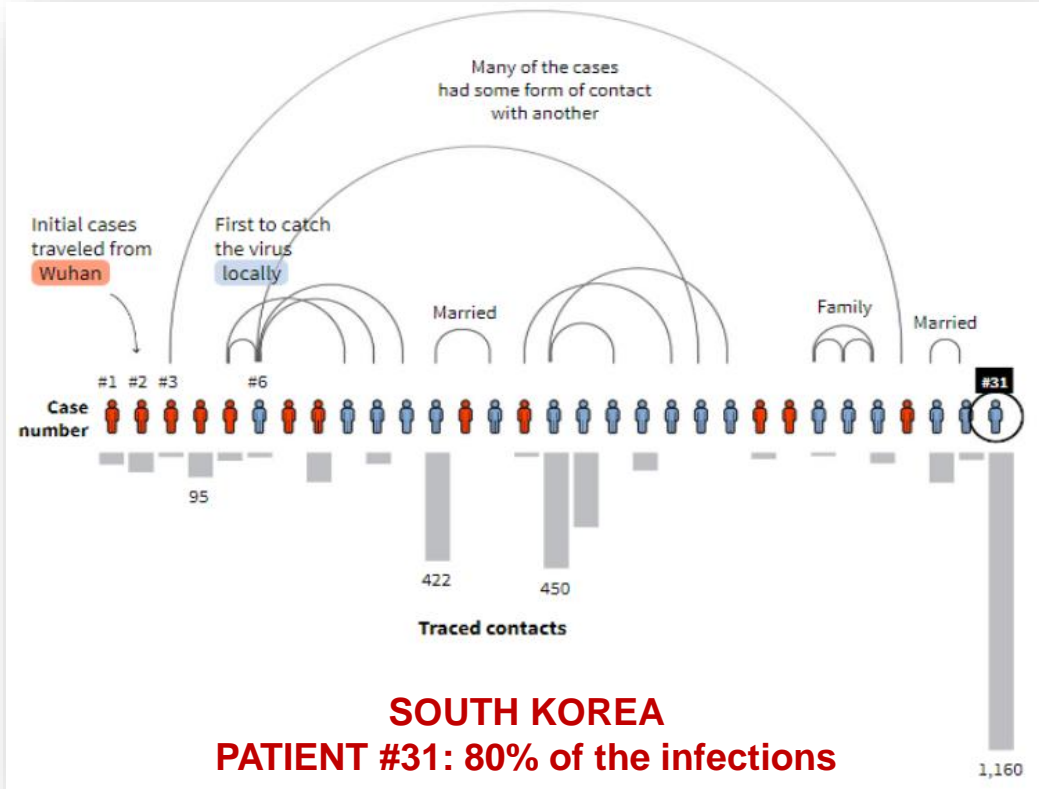 Many of the cases
had some form of contact
with another
Initial cases
traveled from
Wuhan
First to catch
the virus
locally
Married
Family
Married
#1 #2 #3 #6 #31
Case
number
95
422
450
Traced contacts
SOUTH KOREA
PATIENT #31: 80% of the infections
1,160